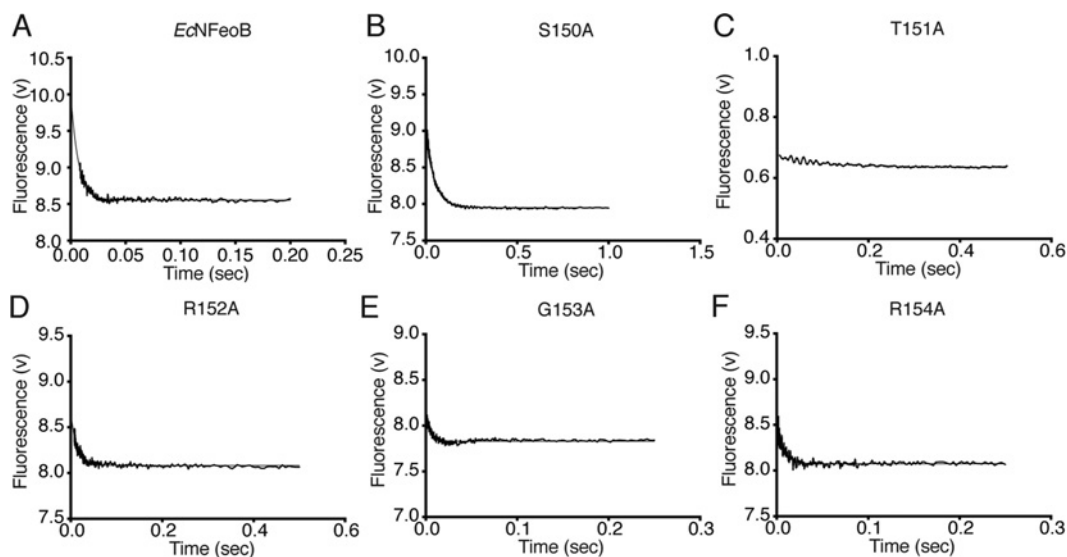 A EcNFeoB
Fluorescence (v)
10.5
10.0
9.5
9.0
8.5
8.0
0.00 0.05 0.10 0.15 0.20 0.25
Time (sec)
B S150A
Fluorescence (v)
9.5
9.0
8.5
8.0
7.5
0.0 0.5 1.0 1.5
Time (sec)
C T151A
Fluorescence (v)
1.0
0.8
0.6
0.4
0.0 0.2 0.4 0.6
Time (sec)
D R152A
Fluorescence (v)
9.5
9.0
8.5
8.0
7.5
0.0 0.2 0.4 0.6
Time (sec)
E G153A
Fluorescence (v)
9.0
8.5
8.0
7.5
7.0
0.0 0.1 0.2 0.3
Time (sec)
F R154A
Fluorescence (v)
9.5
9.0
8.5
8.0
7.5
0.0 0.1 0.2 0.3
Time (sec)